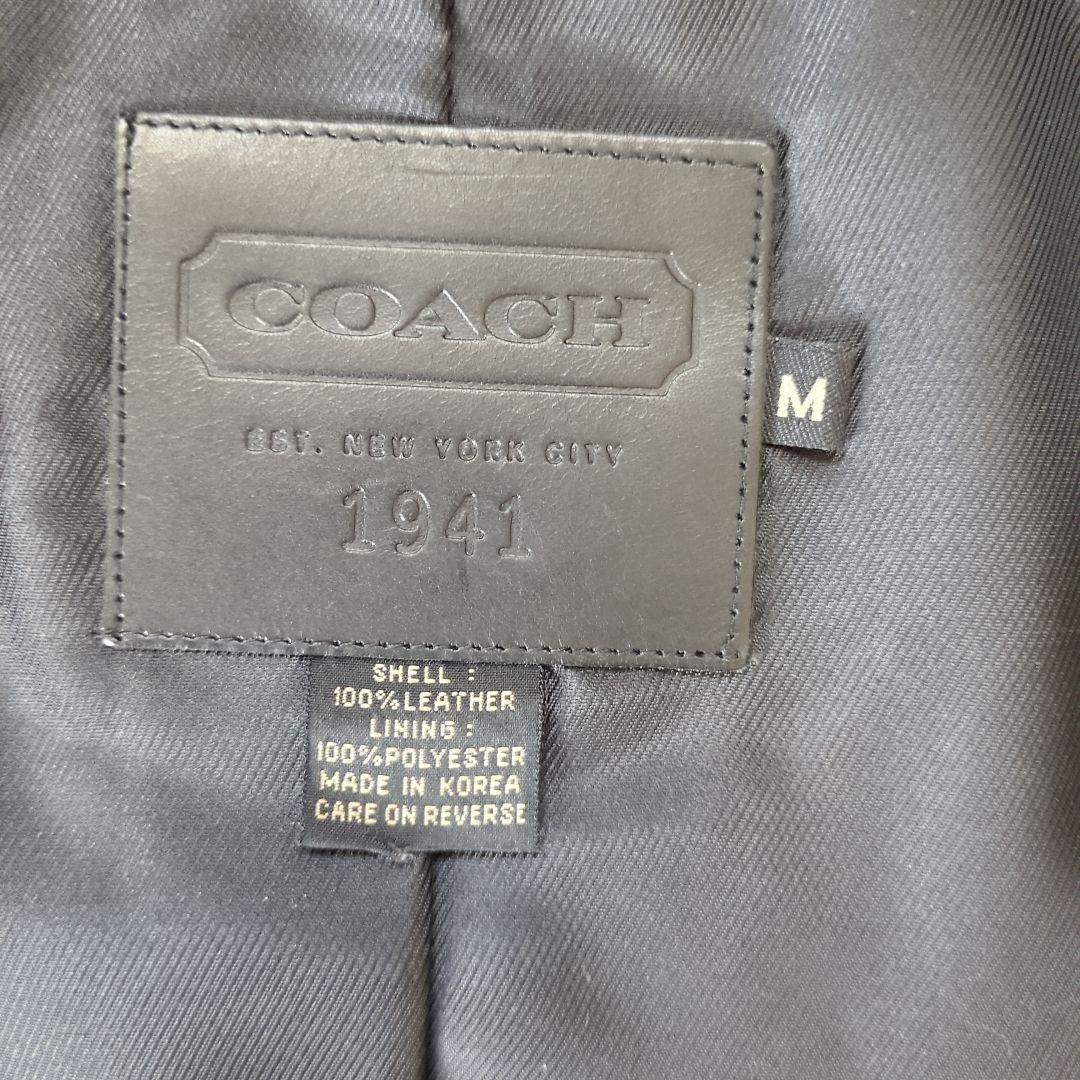 COACH
EST. NEW YORK CITY
1941
M
SHELL :
100%LEATHER
LINING :
100%POLYESTER
MADE IN KOREA
CARE ON REVERSE